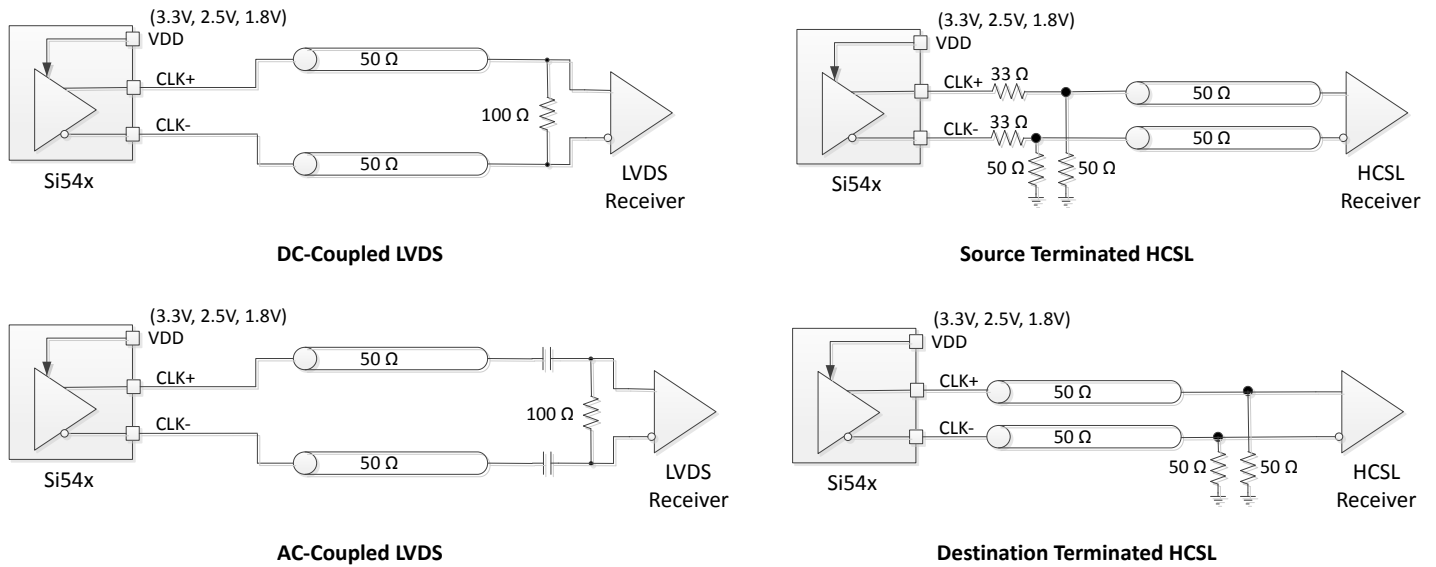 (3.3V, 2.5V, 1.8V)
VDD
CLK+
50 Ω
100 Ω
CLK-
50 Ω
Si54x
LVDS
Receiver
DC-Coupled LVDS
(3.3V, 2.5V, 1.8V)
VDD
CLK+
33 Ω
50 Ω
CLK-
33 Ω
50 Ω
50 Ω
50 Ω
Si54x
HCSL
Receiver
Source Terminated HCSL
(3.3V, 2.5V, 1.8V)
VDD
CLK+
50 Ω
100 Ω
CLK-
50 Ω
Si54x
LVDS
Receiver
AC-Coupled LVDS
(3.3V, 2.5V, 1.8V)
VDD
CLK+
50 Ω
CLK-
50 Ω
50 Ω
50 Ω
Si54x
HCSL
Receiver
Destination Terminated HCSL